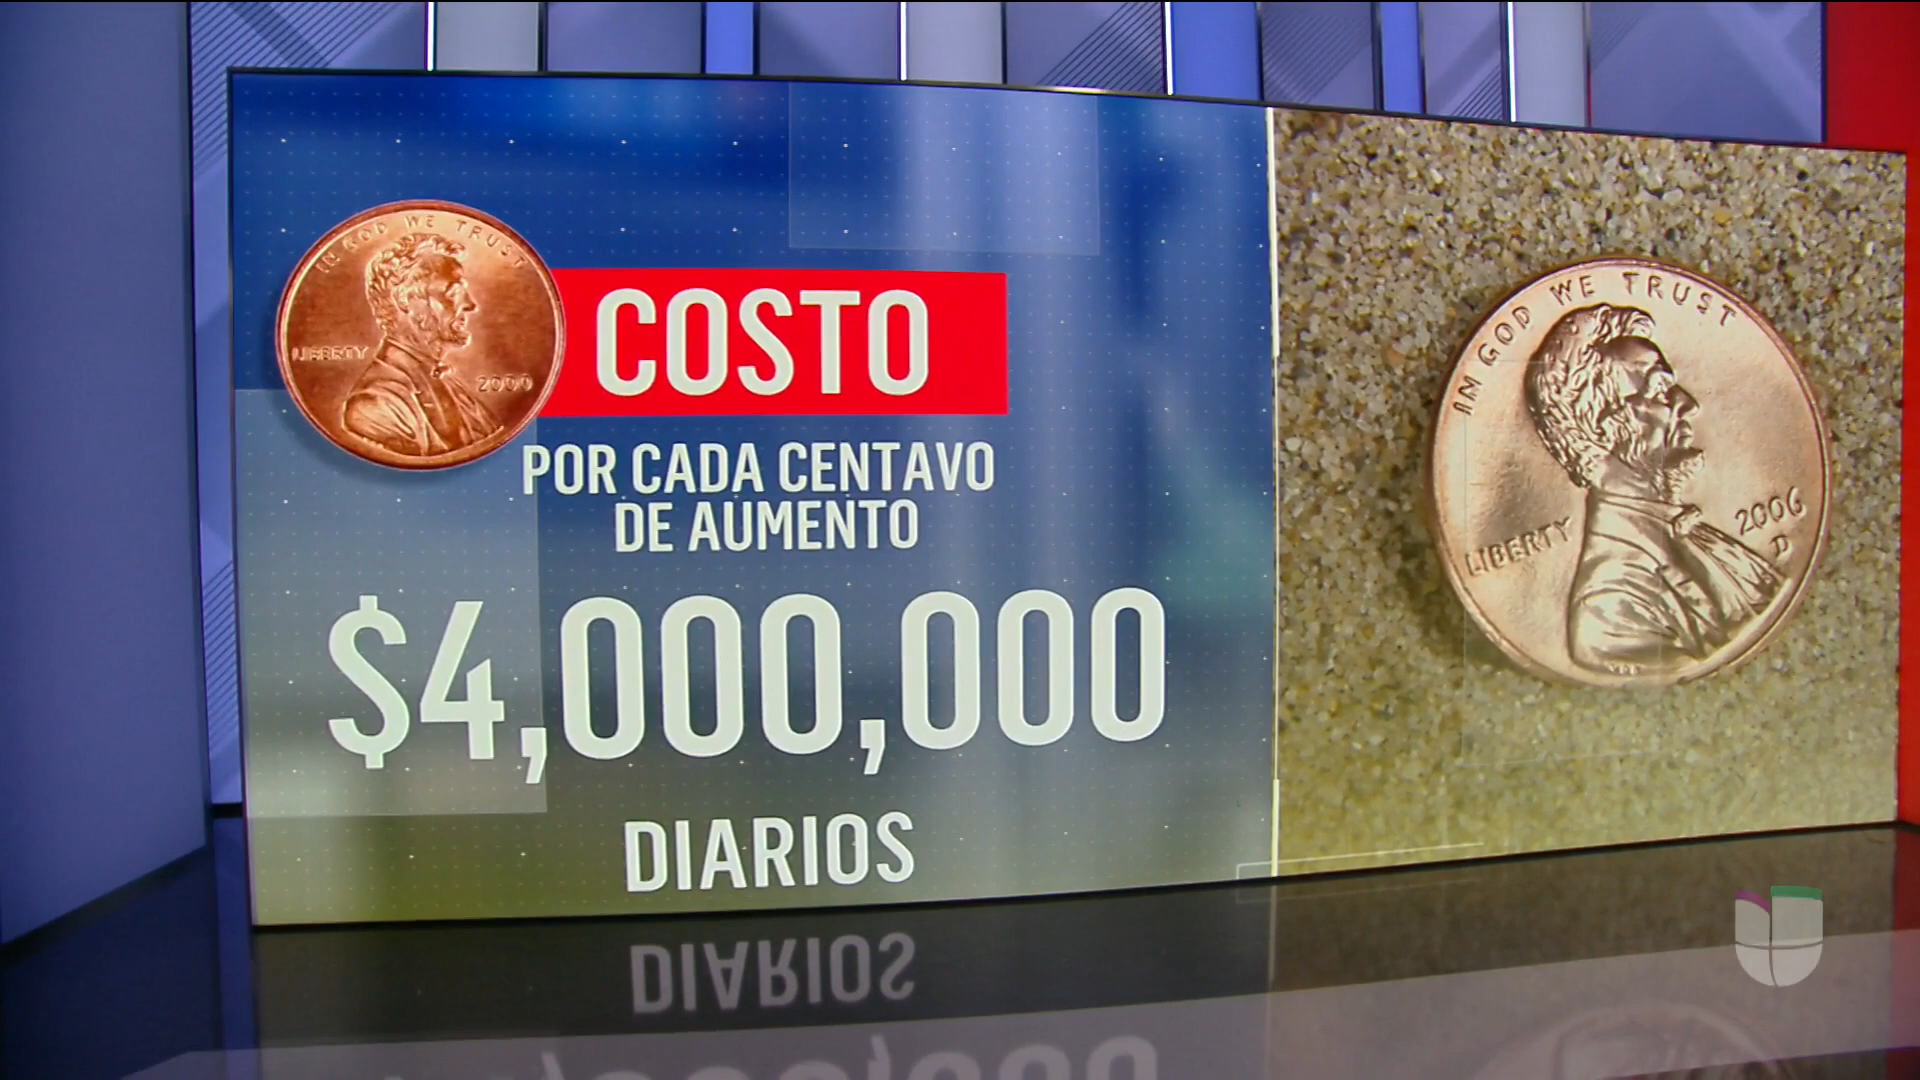 IN GOD WE TRUST
LIBERTY
2000
COSTO
POR CADA CENTAVO
DE AUMENTO
$4,000,000
DIARIOS
IN GOD WE TRUST
LIBERTY
2006
D
DIARIOS